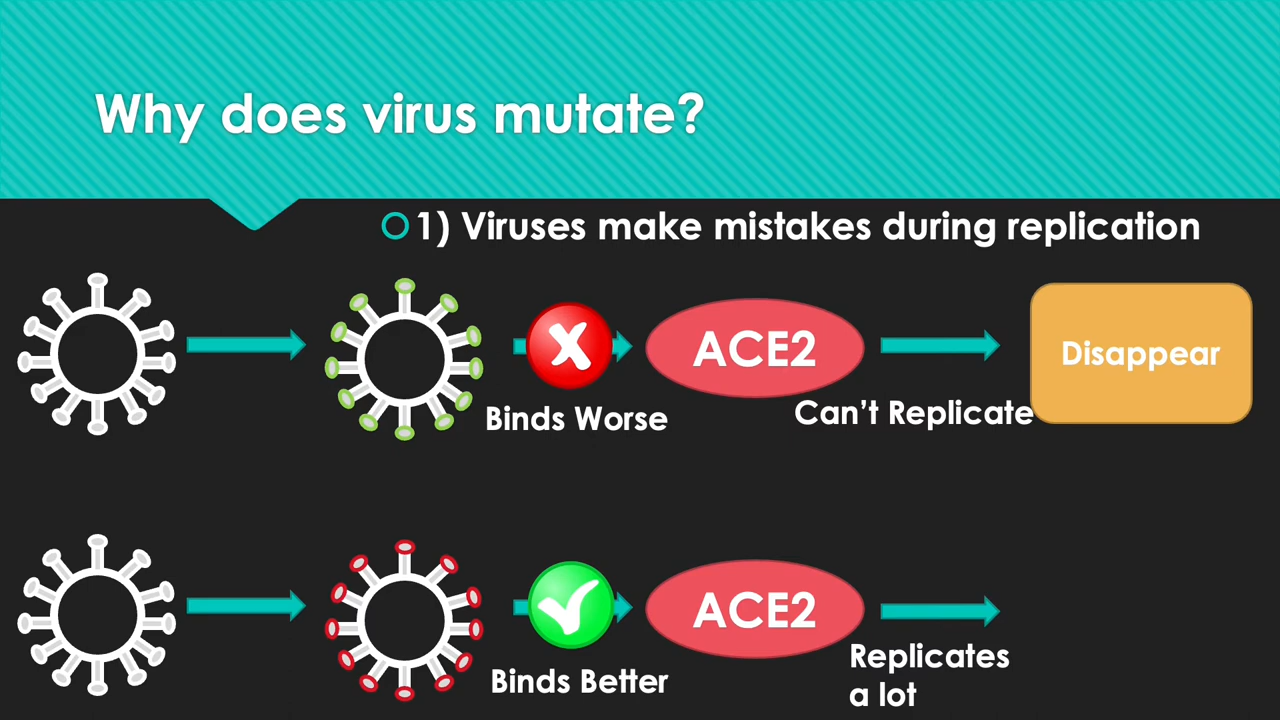 Why does virus mutate?
1) Viruses make mistakes during replication
ACE2
Disappear
Binds Worse
Can't Replicate
ACE2
Binds Better
Replicates
a lot